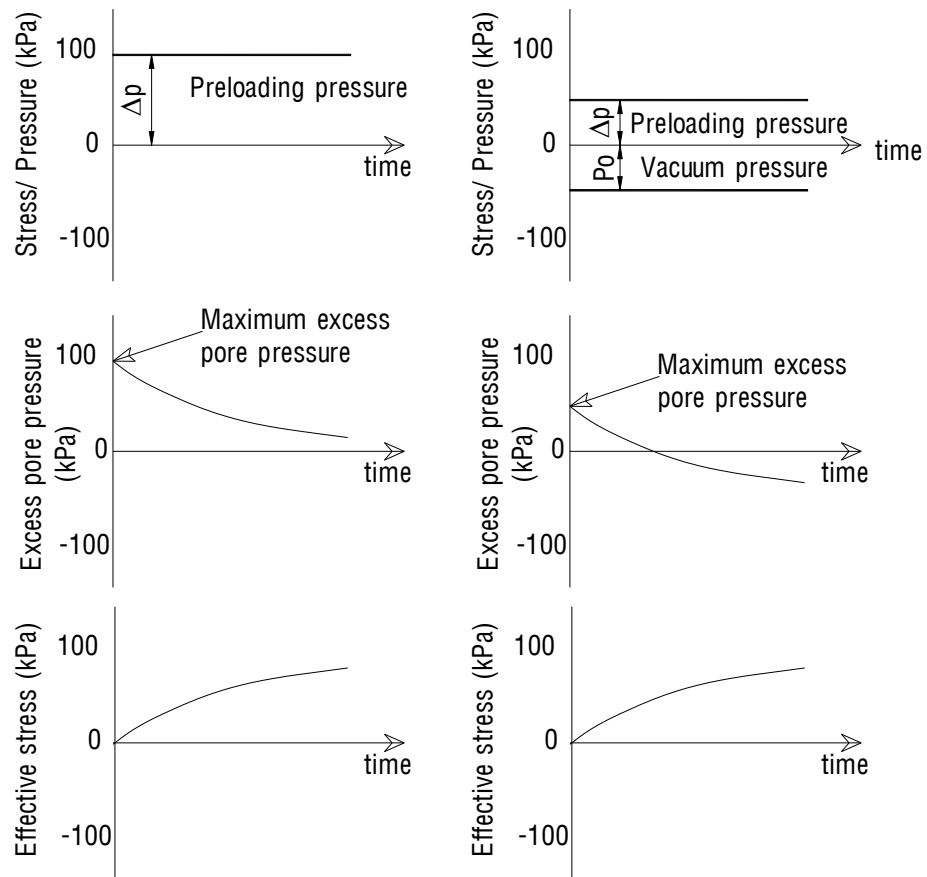 Stress/ Pressure (kPa)
100
0
-100
Δp
Preloading pressure
time
Stress/ Pressure (kPa)
100
0
-100
Δp
Preloading pressure
Po
Vacuum pressure
time
Excess pore pressure
(kPa)
100
0
-100
Maximum excess
pore pressure
time
Excess pore pressure
(kPa)
100
0
-100
Maximum excess
pore pressure
time
Effective stress (kPa)
100
0
-100
time
Effective stress (kPa)
100
0
-100
time